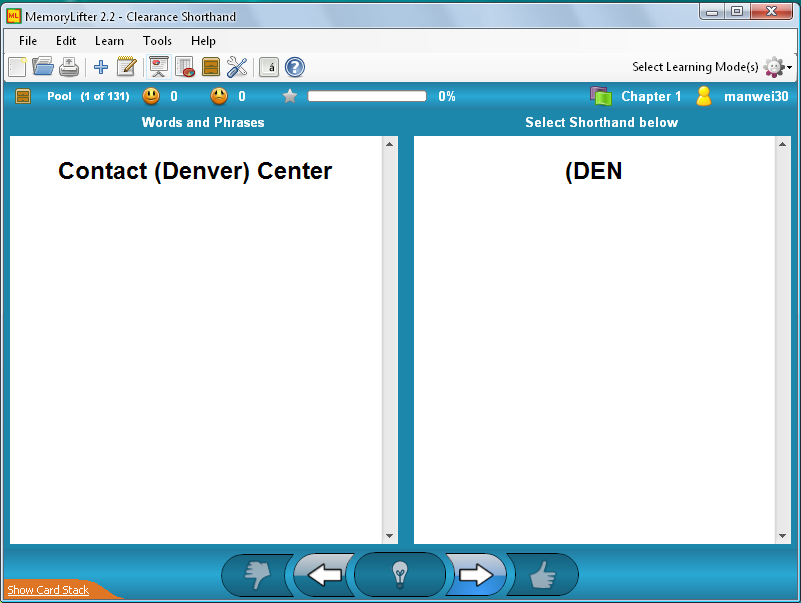 MemoryLifter 2.2 - Clearance Shorthand
File Edit Learn Tools Help
á ? Select Learning Mode(s)
Pool (1 of 131) 0 0 0% Chapter 1 manwei30
Words and Phrases Select Shorthand below
Contact (Denver) Center (DEN
Show Card Stack